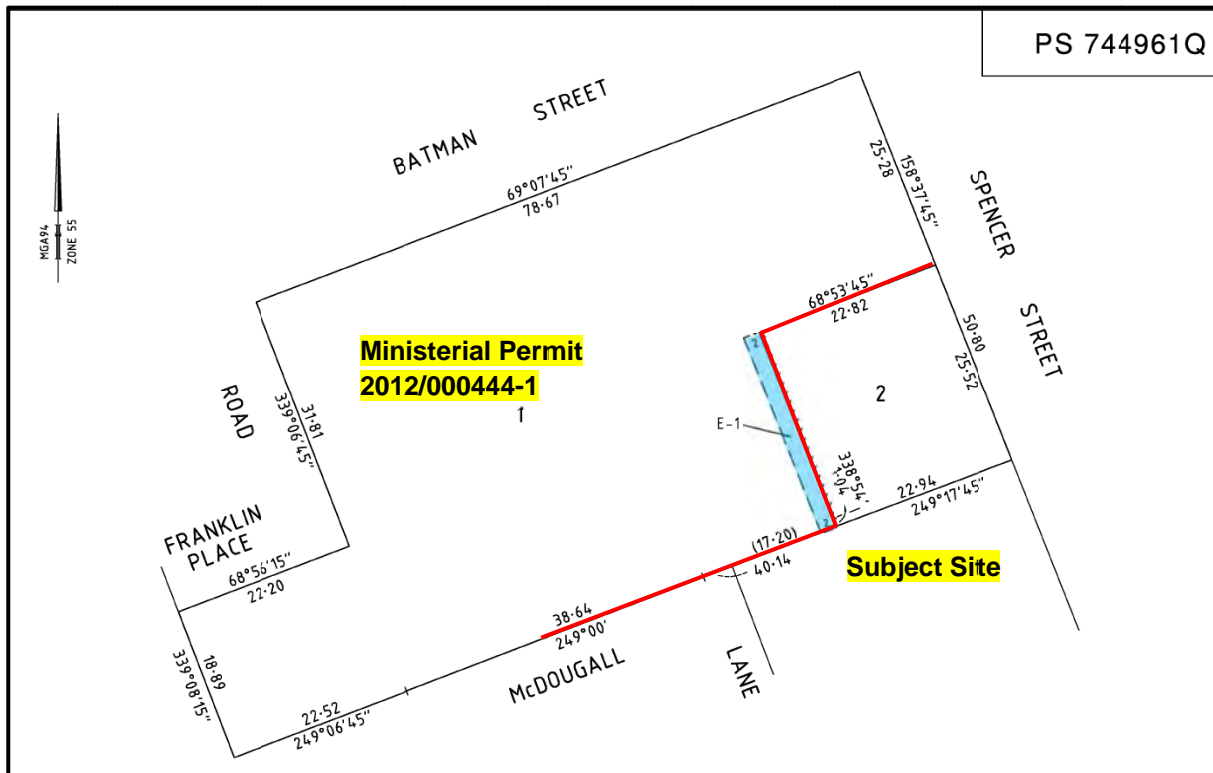 PS 744961Q
BATMAN STREET
69°07'45"
78·67
158°37'45"
25·28
SPENCER STREET
MGA94
ZONE 55
68°53'45"
22·82
50·80
25·52
Ministerial Permit
2012/000444-1
1
2
2
E-1
ROAD
31·81
339°06'45"
338°54'
1·04
2
22·94
249°17'45"
FRANKLIN
PLACE
68°56'15"
22·20
(17·20)
40·14
Subject Site
38·64
249°00'
18·89
339°08'15"
McDOUGALL
LANE
22·52
249°06'45"